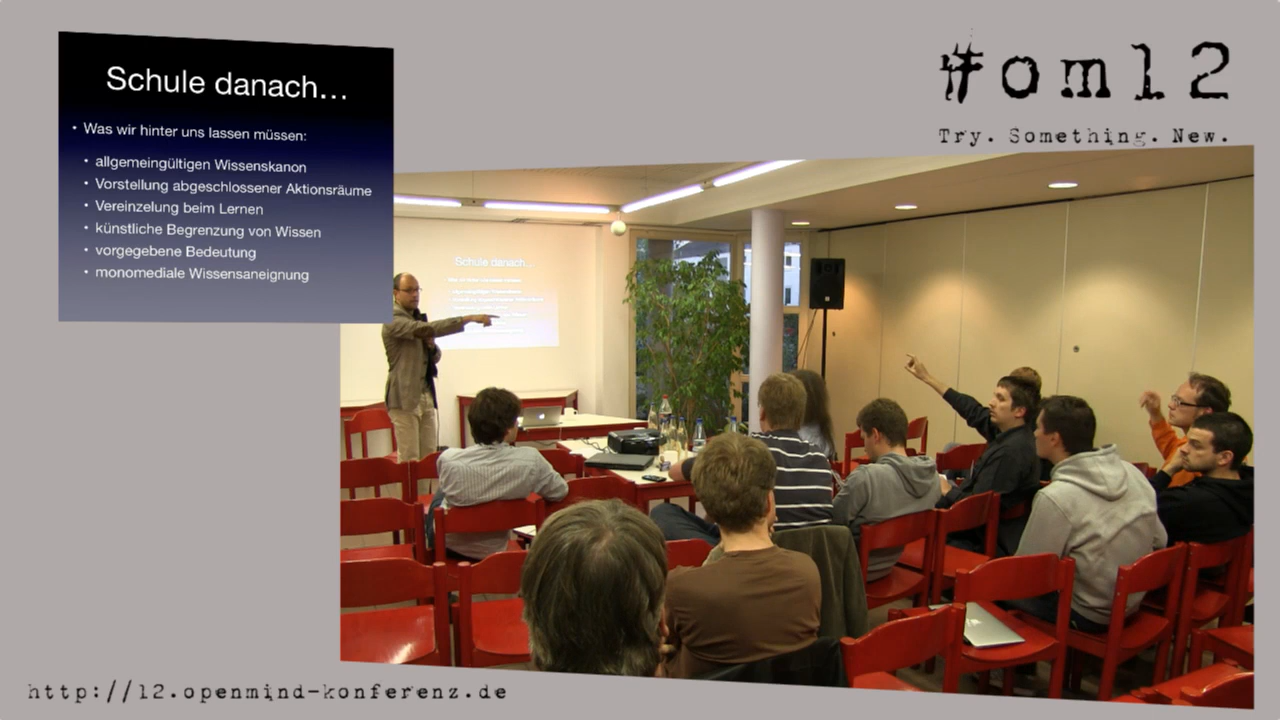 Schule danach...
• Was wir hinter uns lassen müssen:
• allgemeingültigen Wissenskanon
• Vorstellung abgeschlossener Aktionsräume
• Vereinzelung beim Lernen
• künstliche Begrenzung von Wissen
• vorgegebene Bedeutung
• monomediale Wissensaneignung
#om12
Try. Something. New.
Schule danach...
http://12.openmind-konferenz.de